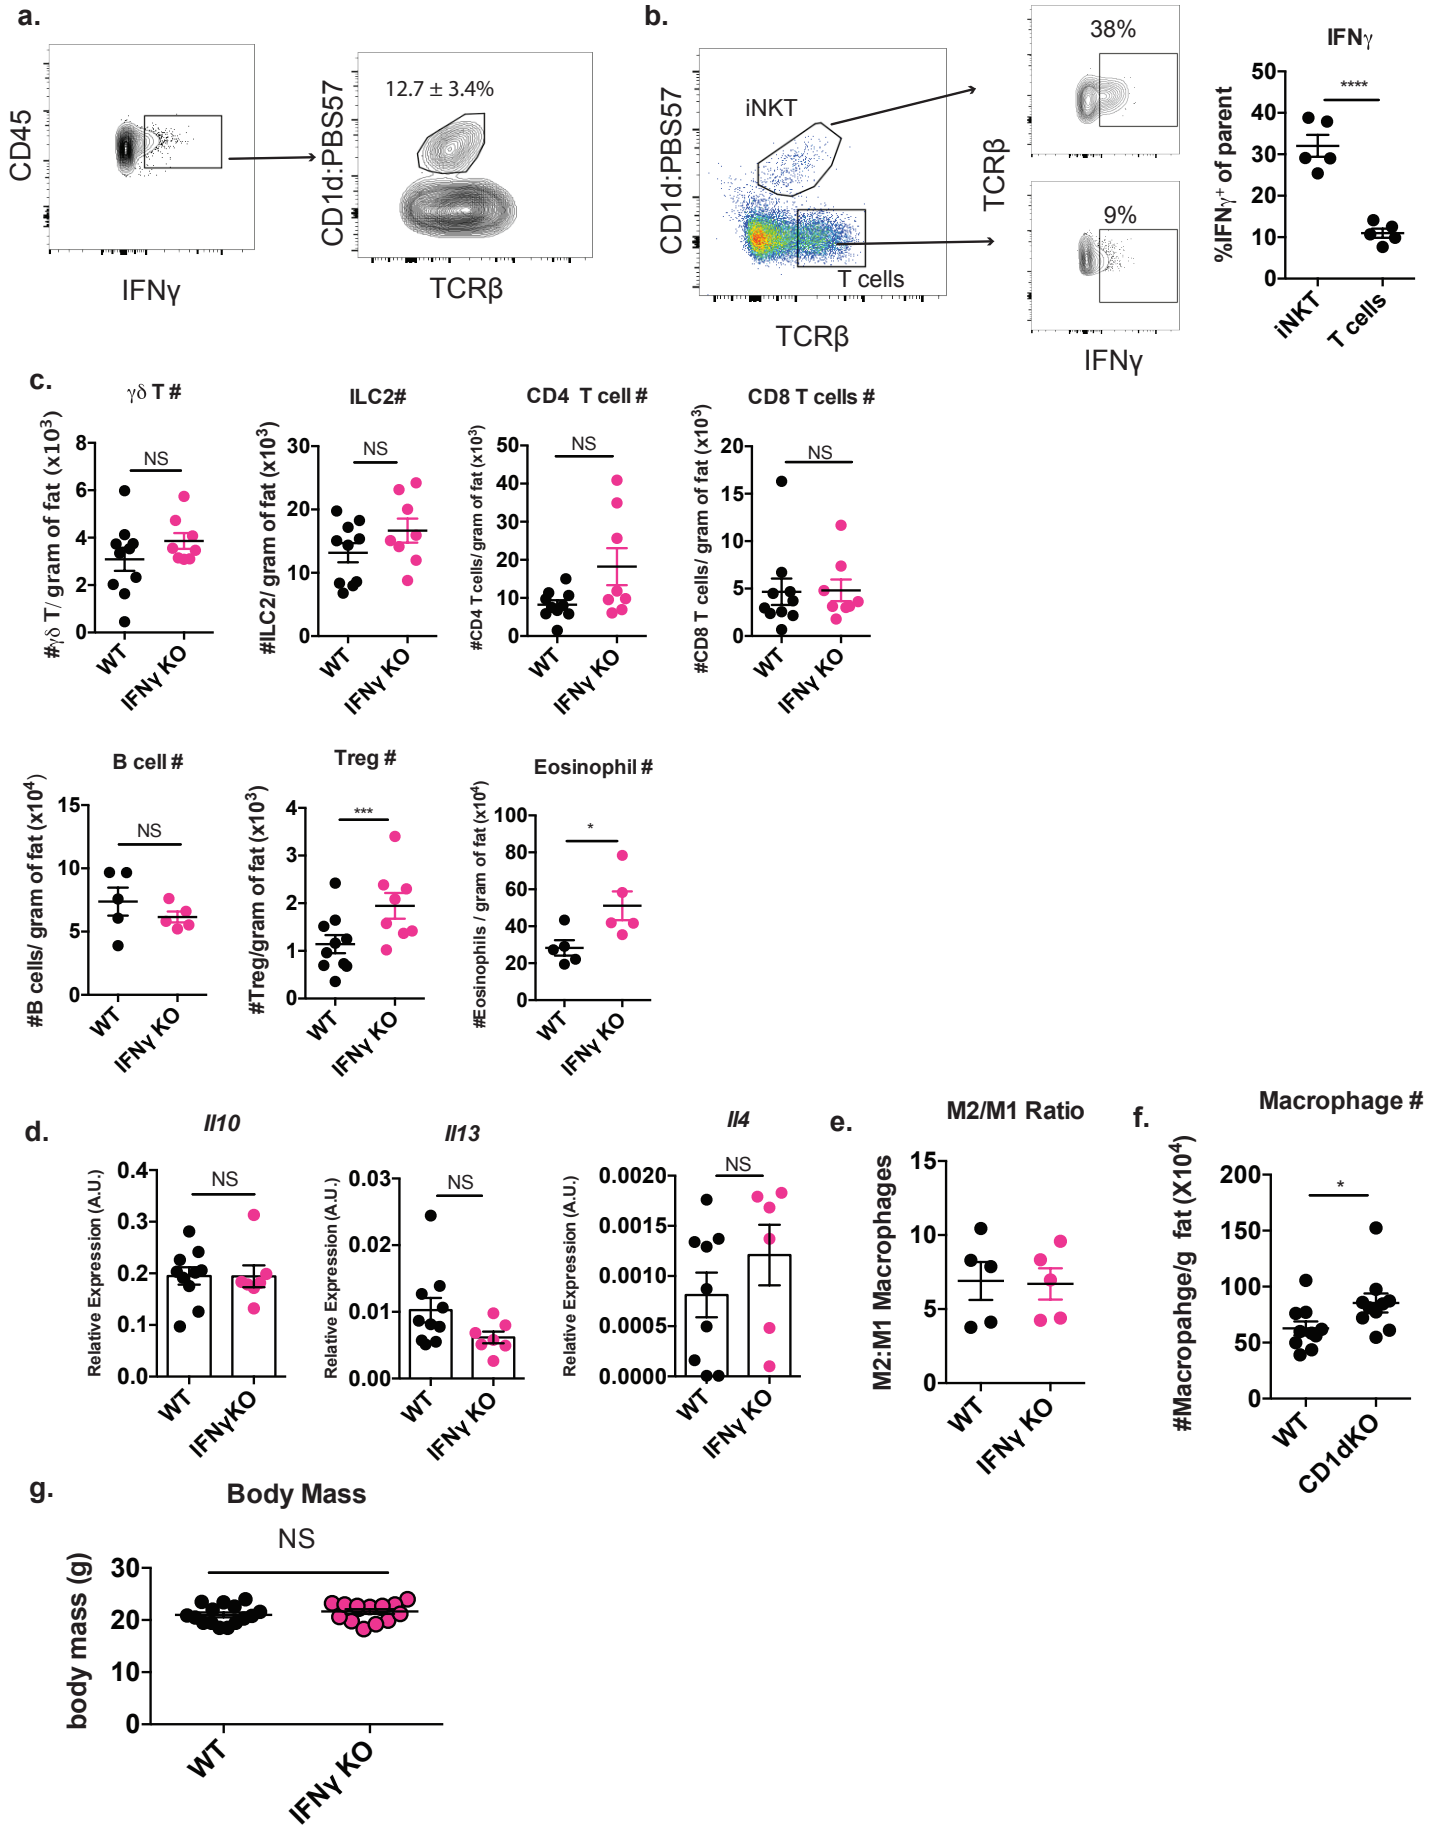 a.
CD45
IFNγ
CD1d:PBS57
12.7 ± 3.4%
TCRβ
b.
CD1d:PBS57
iNKT
T cells
TCRβ
TCRβ
38%
9%
IFNγ
IFNγ
%IFNγ+ of parent
50
40
30
20
10
0
****
iNKT
T cells
c.
γδ T #
#γδ T/ gram of fat (x10³)
8
6
4
2
0
NS
WT
IFNγ KO
ILC2#
#ILC2/ gram of fat (x10³)
30
20
10
0
NS
WT
IFNγ KO
CD4 T cell #
#CD4 T cells/ gram of fat (x10³)
50
40
30
20
10
0
NS
WT
IFNγ KO
CD8 T cells #
#CD8 T cells/ gram of fat (x10³)
20
15
10
5
0
NS
WT
IFNγ KO
B cell #
#B cells/ gram of fat (x10⁴)
15
10
5
0
NS
WT
IFNγ KO
Treg #
#Treg/gram of fat (x10³)
4
3
2
1
0
***
WT
IFNγ KO
Eosinophil #
#Eosinophils / gram of fat (x10⁴)
100
80
60
40
20
0
*
WT
IFNγ KO
d.
Il10
Relative Expression (A.U.)
0.4
0.3
0.2
0.1
0.0
NS
WT
IFNγKO
Il13
Relative Expression (A.U.)
0.03
0.02
0.01
0.00
NS
WT
IFNγ KO
Il4
Relative Expression (A.U.)
0.0020
0.0015
0.0010
0.0005
0.0000
NS
WT
IFNγ KO
e.
M2/M1 Ratio
M2:M1 Macrophages
15
10
5
0
WT
IFNγ KO
f.
Macrophage #
#Macropahge/g fat (X10⁴)
200
150
100
50
0
*
WT
CD1dKO
g.
Body Mass
NS
body mass (g)
30
20
10
0
WT
IFNγ KO